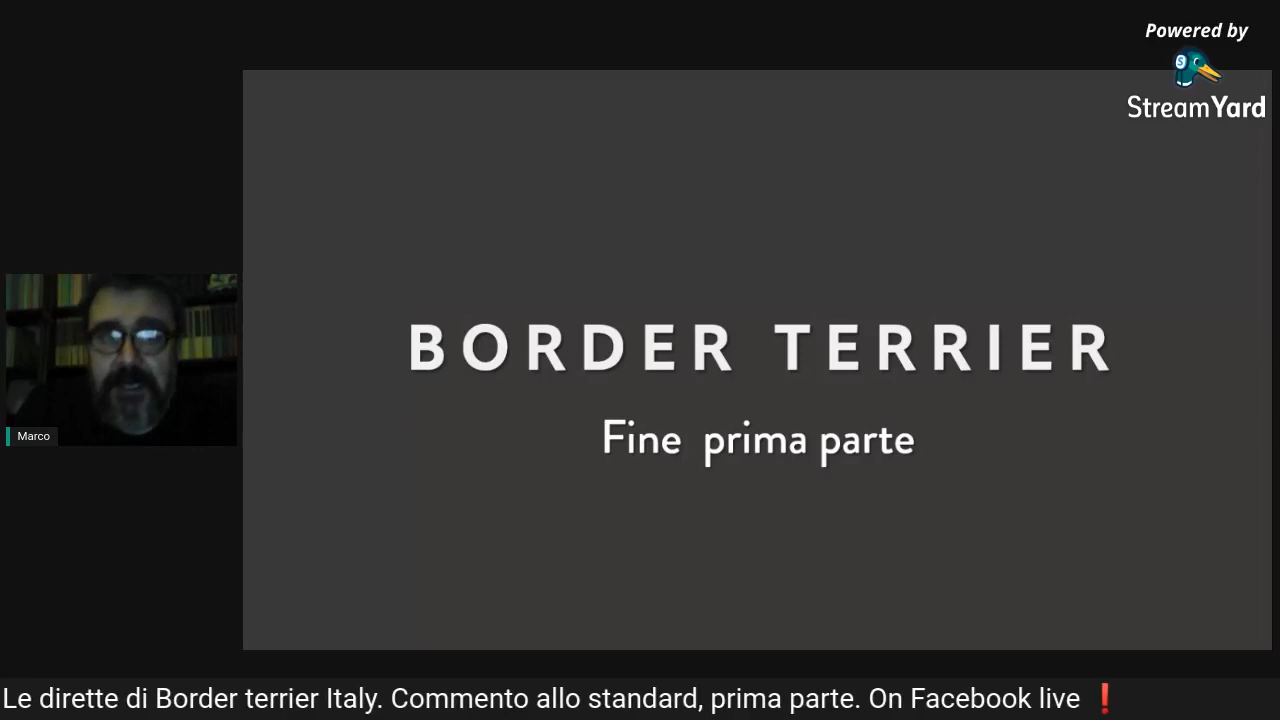 Powered by
StreamYard
BORDER TERRIER
Fine prima parte
Marco
Le dirette di Border terrier Italy. Commento allo standard, prima parte. On Facebook live ❗